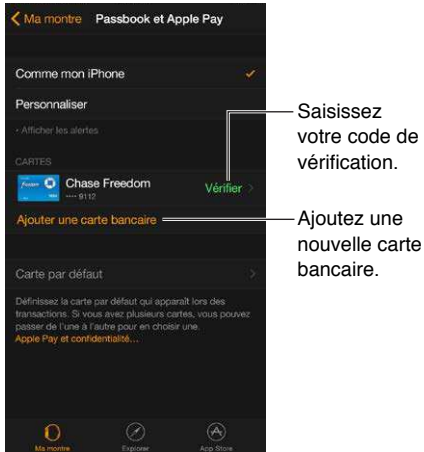 Ma montre Passbook et Apple Pay
Comme mon iPhone
Personnaliser
• Afficher les alertes
CARTES
freedom
Chase Freedom
•••• 9112
Vérifier
Ajouter une carte bancaire
Carte par défaut
Définissez la carte par défaut qui apparaît lors des
transactions. Si vous avez plusieurs cartes, vous pouvez
passer de l'une à l'autre pour en choisir une.
Apple Pay et confidentialité…
Ma montre Explorer App Store
Saisissez
votre code de
vérification.
Ajoutez une
nouvelle carte
bancaire.